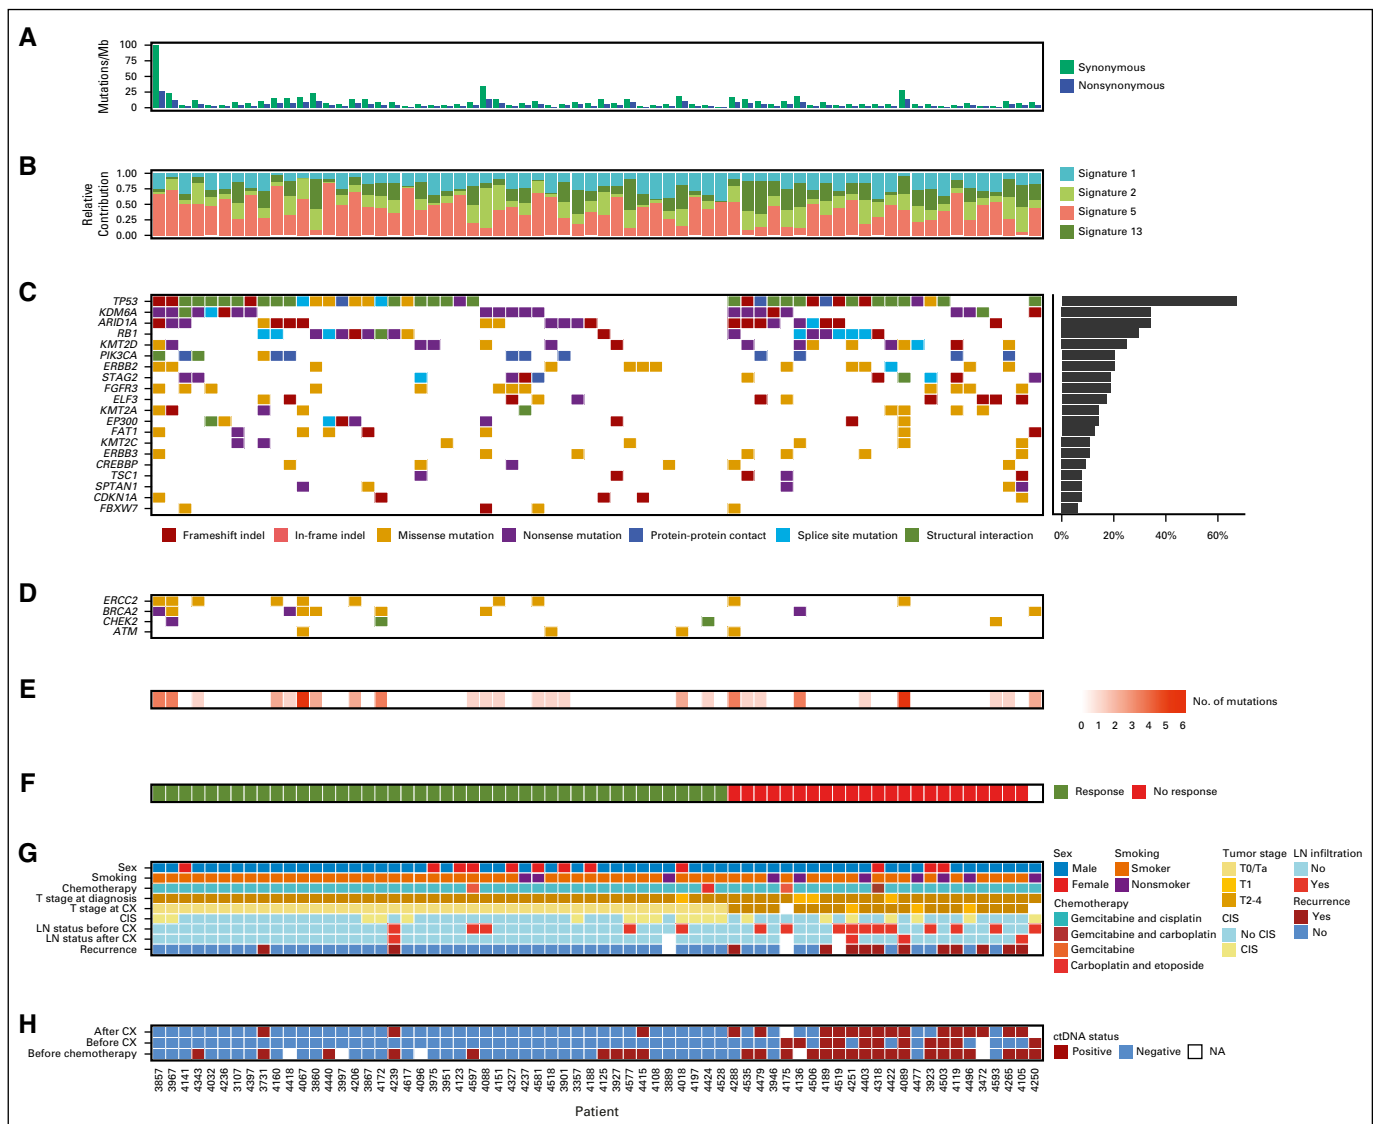 A
Mutations/Mb
100
75
50
25
0
Synonymous
Nonsynonymous
B
Relative
Contribution
1.00
0.75
0.50
0.25
0.00
Signature 1
Signature 2
Signature 5
Signature 13
C
TP53
KDM6A
ARID1A
RB1
KMT2D
PIK3CA
ERBB2
STAG2
FGFR3
ELF3
KMT2A
EP300
FAT1
KMT2C
ERBB3
CREBBP
TSC1
SPTAN1
CDKN1A
FBXW7
Frameshift indel In-frame indel Missense mutation Nonsense mutation Protein-protein contact Splice site mutation Structural interaction
0% 20% 40% 60%
D
ERCC2
BRCA2
CHEK2
ATM
E
No. of mutations
0 1 2 3 4 5 6
F
Response No response
G
Sex
Smoking
Chemotherapy
T stage at diagnosis
T stage at CX
CIS
LN status before CX
LN status after CX
Recurrence
Sex
Male
Female
Smoking
Smoker
Nonsmoker
Chemotherapy
Gemcitabine and cisplatin
Gemcitabine and carboplatin
Gemcitabine
Carboplatin and etoposide
Tumor stage
T0/Ta
T1
T2-4
CIS
No CIS
CIS
LN infiltration
No
Yes
Recurrence
Yes
No
H
After CX
Before CX
Before chemotherapy
ctDNA status
Positive Negative NA
3857 3967 4141 4343 4032 4236 3107 4397 3731 4160 4418 4067 3860 4440 3997 4206 3867 4172 4239 4617 4096 3975 3951 4123 4597 4088 4151 4327 4237 4581 4518 3901 3357 4188 4125 3927 4577 4415 4108 3889 4018 4197 4424 4528 4288 4535 4479 3946 4175 4136 4506 4189 4519 4251 4403 4318 4422 4089 4477 3923 4503 4119 4496 3472 4593 4265 4105 4250
Patient